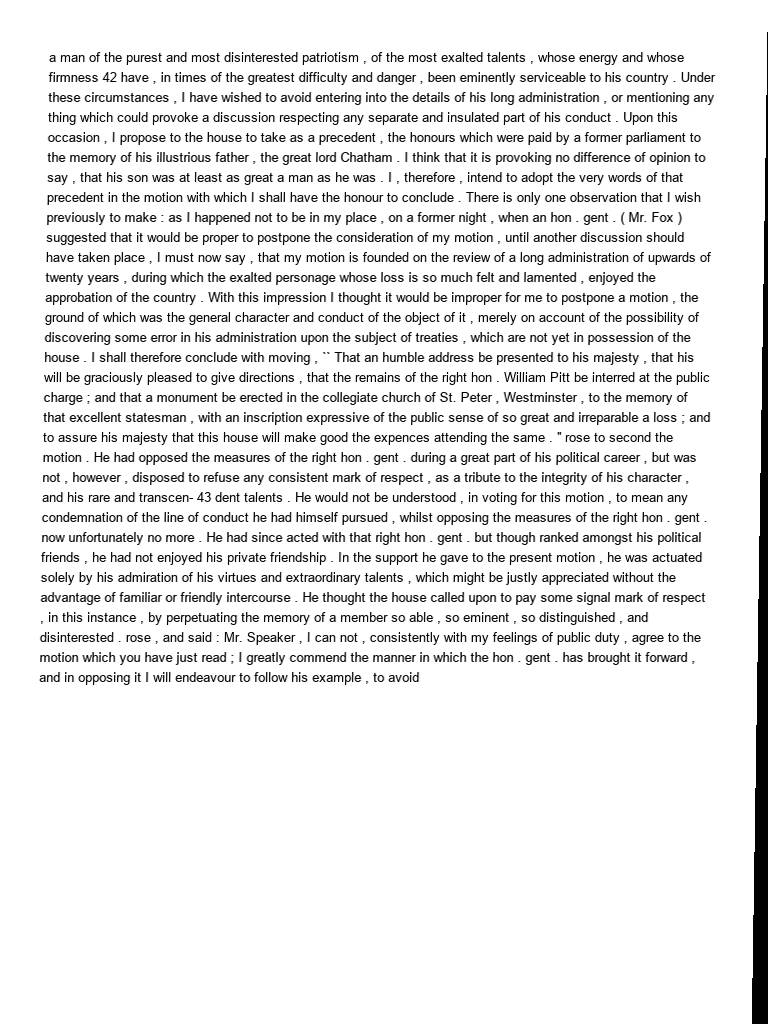 a man of the purest and most disinterested patriotism , of the most exalted talents , whose energy and whose
firmness 42 have , in times of the greatest difficulty and danger , been eminently serviceable to his country . Under
these circumstances , I have wished to avoid entering into the details of his long administration , or mentioning any
thing which could provoke a discussion respecting any separate and insulated part of his conduct . Upon this
occasion , I propose to the house to take as a precedent , the honours which were paid by a former parliament to
the memory of his illustrious father , the great lord Chatham . I think that it is provoking no difference of opinion to
say , that his son was at least as great a man as he was . I , therefore , intend to adopt the very words of that
precedent in the motion with which I shall have the honour to conclude . There is only one observation that I wish
previously to make : as I happened not to be in my place , on a former night , when an hon . gent . ( Mr. Fox )
suggested that it would be proper to postpone the consideration of my motion , until another discussion should
have taken place , I must now say , that my motion is founded on the review of a long administration of upwards of
twenty years , during which the exalted personage whose loss is so much felt and lamented , enjoyed the
approbation of the country . With this impression I thought it would be improper for me to postpone a motion , the
ground of which was the general character and conduct of the object of it , merely on account of the possibility of
discovering some error in his administration upon the subject of treaties , which are not yet in possession of the
house . I shall therefore conclude with moving , `` That an humble address be presented to his majesty , that his
will be graciously pleased to give directions , that the remains of the right hon . William Pitt be interred at the public
charge ; and that a monument be erected in the collegiate church of St. Peter , Westminster , to the memory of
that excellent statesman , with an inscription expressive of the public sense of so great and irreparable a loss ; and
to assure his majesty that this house will make good the expences attending the same . " rose to second the
motion . He had opposed the measures of the right hon . gent . during a great part of his political career , but was
not , however , disposed to refuse any consistent mark of respect , as a tribute to the integrity of his character ,
and his rare and transcen- 43 dent talents . He would not be understood , in voting for this motion , to mean any
condemnation of the line of conduct he had himself pursued , whilst opposing the measures of the right hon . gent .
now unfortunately no more . He had since acted with that right hon . gent . but though ranked amongst his political
friends , he had not enjoyed his private friendship . In the support he gave to the present motion , he was actuated
solely by his admiration of his virtues and extraordinary talents , which might be justly appreciated without the
advantage of familiar or friendly intercourse . He thought the house called upon to pay some signal mark of respect
, in this instance , by perpetuating the memory of a member so able , so eminent , so distinguished , and
disinterested . rose , and said : Mr. Speaker , I can not , consistently with my feelings of public duty , agree to the
motion which you have just read ; I greatly commend the manner in which the hon . gent . has brought it forward ,
and in opposing it I will endeavour to follow his example , to avoid